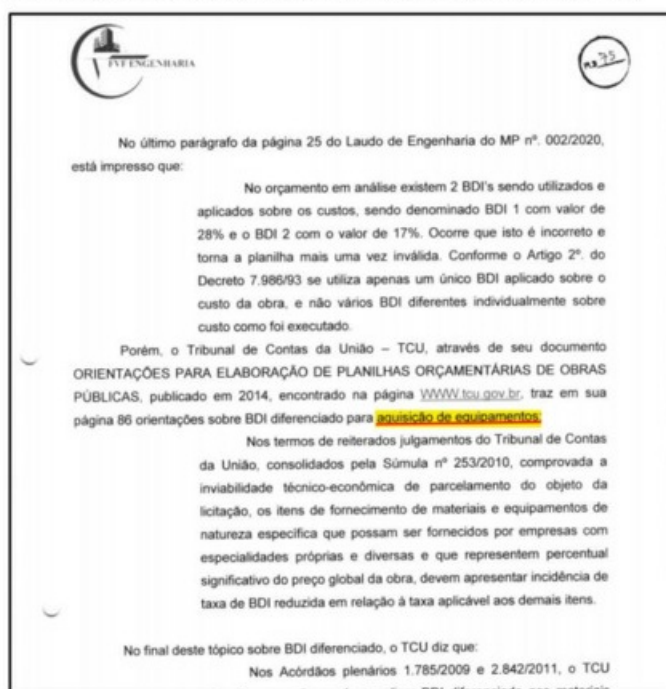 FVF ENGENHARIA
75
No último parágrafo da página 25 do Laudo de Engenharia do MP nº. 002/2020,
está impresso que:
No orçamento em análise existem 2 BDI's sendo utilizados e
aplicados sobre os custos, sendo denominado BDI 1 com valor de
28% e o BDI 2 com o valor de 17%. Ocorre que isto é incorreto e
torna a planilha mais uma vez inválida. Conforme o Artigo 2º. do
Decreto 7.986/93 se utiliza apenas um único BDI aplicado sobre o
custo da obra, e não vários BDI diferentes individualmente sobre
custo como foi executado.
Porém, o Tribunal de Contas da União – TCU, através de seu documento
ORIENTAÇÕES PARA ELABORAÇÃO DE PLANILHAS ORÇAMENTÁRIAS DE OBRAS
PÚBLICAS, publicado em 2014, encontrado na página WWW.tcu.gov.br, traz em sua
página 86 orientações sobre BDI diferenciado para aquisição de equipamentos:
Nos termos de reiterados julgamentos do Tribunal de Contas
da União, consolidados pela Súmula nº 253/2010, comprovada a
inviabilidade técnico-econômica de parcelamento do objeto da
licitação, os itens de fornecimento de materiais e equipamentos de
natureza específica que possam ser fornecidos por empresas com
especialidades próprias e diversas e que representem percentual
significativo do preço global da obra, devem apresentar incidência de
taxa de BDI reduzida em relação á taxa aplicável aos demais itens.
No final deste tópico sobre BDI diferenciado, o TCU diz que:
Nos Acórdãos plenários 1.785/2009 e 2.842/2011, o TCU